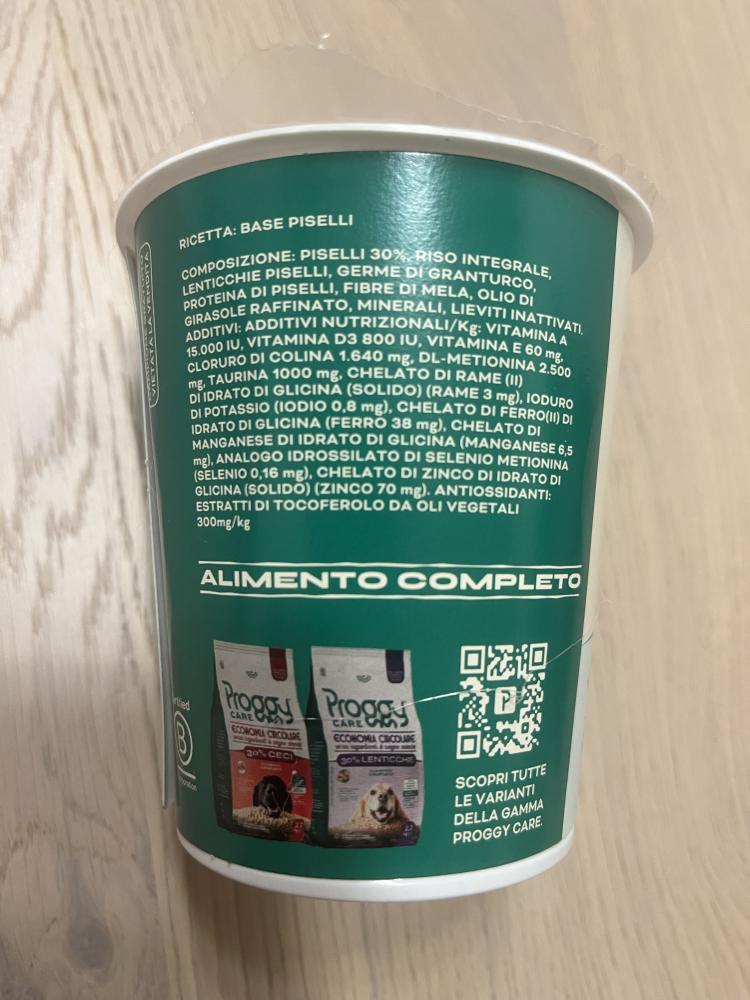 RICETTA: BASE PISELLI
COMPOSIZIONE: PISELLI 30%, RISO INTEGRALE,
LENTICCHIE PISELLI, GERME DI GRANTURCO,
PROTEINA DI PISELLI, FIBRE DI MELA, OLIO DI
GIRASOLE RAFFINATO, MINERALI, LIEVITI INATTIVATI.
ADDITIVI: ADDITIVI NUTRIZIONALI/Kg: VITAMINA A
15.000 IU, VITAMINA D3 800 IU, VITAMINA E 60 mg,
CLORURO DI COLINA 1.640 mg, DL-METIONINA 2.500
mg, TAURINA 1000 mg, CHELATO DI RAME (II)
DI IDRATO DI GLICINA (SOLIDO) (RAME 3 mg), IODURO
DI POTASSIO (IODIO 0,8 mg), CHELATO DI FERRO(II) DI
IDRATO DI GLICINA (FERRO 38 mg), CHELATO DI
MANGANESE DI IDRATO DI GLICINA (MANGANESE 6,5
mg), ANALOGO IDROSSILATO DI SELENIO METIONINA
(SELENIO 0,16 mg), CHELATO DI ZINCO DI IDRATO DI
GLICINA (SOLIDO) (ZINCO 70 mg). ANTIOSSIDANTI:
ESTRATTI DI TOCOFEROLO DA OLI VEGETALI
300mg/kg
VIETATA LA VENDITA
ALIMENTO COMPLETO
Proggy
CARE
ECONOMIA CIRCOLARE
30% CECI
Proggy
CARE
ECONOMIA CIRCOLARE
30% LENTICCHIE
B
SCOPRI TUTTE
LE VARIANTI
DELLA GAMMA
PROGGY CARE.